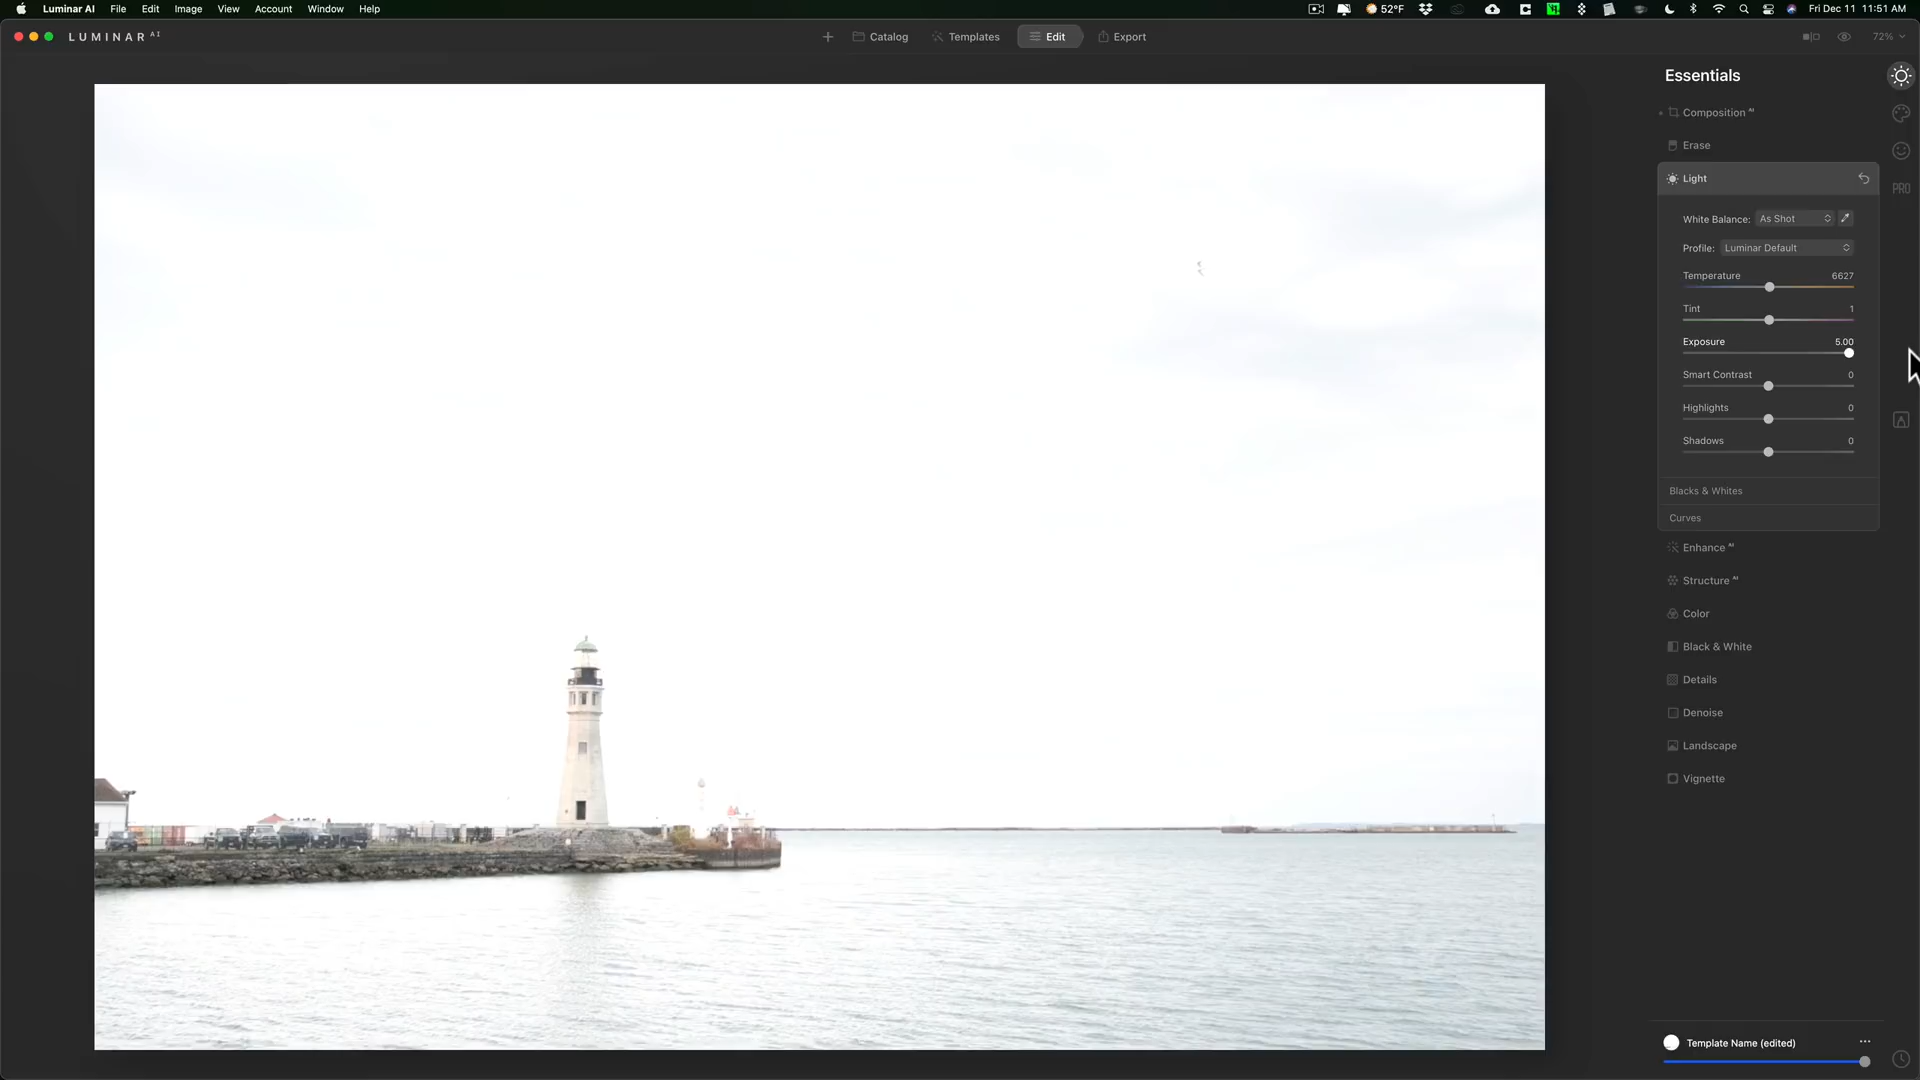 Luminar AI File Edit Image View Account Window Help 52°F Fri Dec 11 11:51 AM
LUMINAR AI Catalog Templates Edit Export 72%
Essentials
Composition AI
Erase
Light
PRO
White Balance: As Shot
Profile: Luminar Default
Temperature 6627
Tint 1
Exposure 5.00
Smart Contrast 0
Highlights 0
Shadows 0
Blacks & Whites
Curves
Enhance AI
Structure AI
Color
Black & White
Details
Denoise
Landscape
Vignette
Template Name (edited)